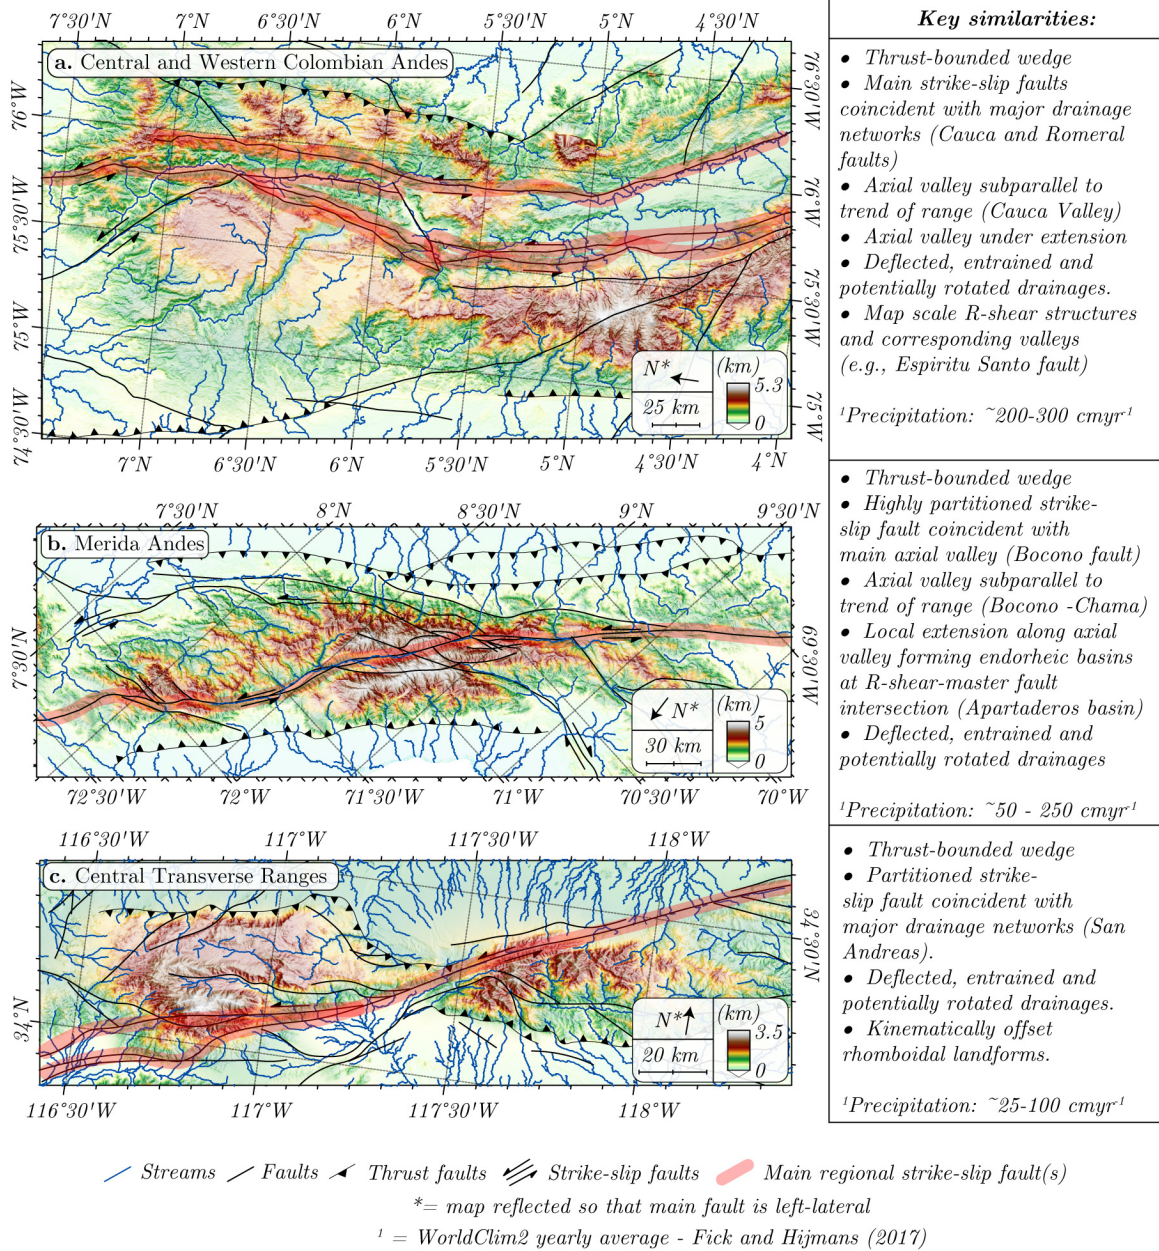 7°30'N 7°N 6°30'N 6°N 5°30'N 5°N 4°30'N
a. Central and Western Colombian Andes
76°W 75°30'W 75°W 74°30'W
76°30'W 76°W 75°30'W 75°W
N*
25 km
(km)
5.3
0
7°N 6°30'N 6°N 5°30'N 5°N 4°30'N 4°N
7°30'N 8°N 8°30'N 9°N 9°30'N
b. Merida Andes
7°30'N
69°30'W
N*
30 km
(km)
5
0
72°30'W 72°W 71°30'W 71°W 70°30'W 70°W
116°30'W 117°W 117°30'W 118°W
c. Central Transverse Ranges
34°N
34°30'N
N*
20 km
(km)
3.5
0
116°30'W 117°W 117°30'W 118°W
Key similarities:
● Thrust-bounded wedge
● Main strike-slip faults
coincident with major drainage
networks (Cauca and Romeral
faults)
● Axial valley subparallel to
trend of range (Cauca Valley)
● Axial valley under extension
● Deflected, entrained and
potentially rotated drainages.
● Map scale R-shear structures
and corresponding valleys
(e.g., Espiritu Santo fault)
¹Precipitation: ~200-300 cmyr⁻¹
● Thrust-bounded wedge
● Highly partitioned strike-
slip fault coincident with
main axial valley (Bocono fault)
● Axial valley subparallel to
trend of range (Bocono -Chama)
● Local extension along axial
valley forming endorheic basins
at R-shear-master fault
intersection (Apartaderos basin)
● Deflected, entrained and
potentially rotated drainages
¹Precipitation: ~50 - 250 cmyr⁻¹
● Thrust-bounded wedge
● Partitioned strike-
slip fault coincident with
major drainage networks (San
Andreas).
● Deflected, entrained and
potentially rotated drainages.
● Kinematically offset
rhomboidal landforms.
¹Precipitation: ~25-100 cmyr⁻¹
Streams Faults Thrust faults Strike-slip faults Main regional strike-slip fault(s)
*= map reflected so that main fault is left-lateral
¹ = WorldClim2 yearly average - Fick and Hijmans (2017)